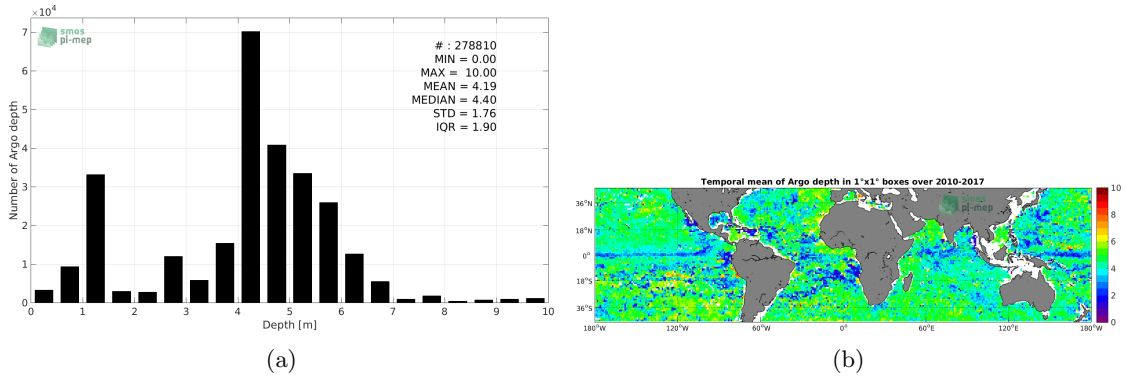 ×10⁴
smos
pi-mep
# : 278810
MIN = 0.00
MAX = 10.00
MEAN = 4.19
MEDIAN = 4.40
STD = 1.76
IQR = 1.90
Number of Argo depth
7
6
5
4
3
2
1
0
0 1 2 3 4 5 6 7 8 9 10
Depth [m]
(a)
Temporal mean of Argo depth in 1°x1° boxes over 2010-2017
smos
pi-mep
36°N
18°N
0°
18°S
36°S
180°W 120°W 60°W 0° 60°E 120°E 180°W
10
8
6
4
2
0
(b)